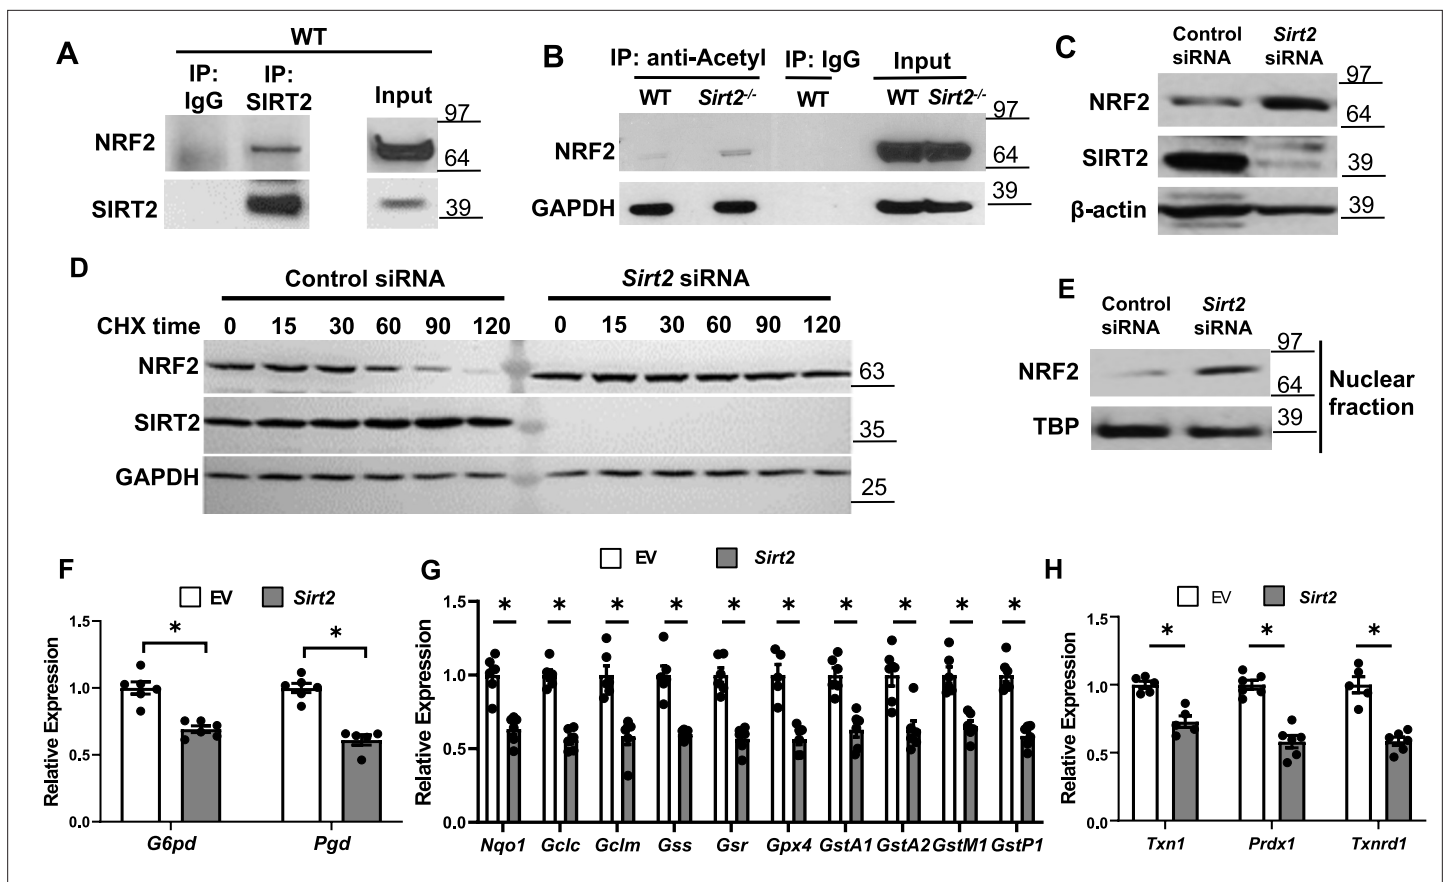 A
WT
IP:
IgG
IP:
SIRT2
Input
97
NRF2
64
SIRT2
39
B
IP: anti-Acetyl
IP: IgG
Input
WT
Sirt2-/-
WT
WT
Sirt2-/-
97
NRF2
64
39
GAPDH
C
Control
siRNA
Sirt2
siRNA
97
NRF2
64
SIRT2
39
β-actin
39
D
Control siRNA
Sirt2 siRNA
CHX time
0 15 30 60 90 120
0 15 30 60 90 120
NRF2
63
SIRT2
35
GAPDH
25
E
Control
siRNA
Sirt2
siRNA
97
NRF2
64
39
TBP
Nuclear
fraction
F
EV
Sirt2
Relative Expression
1.5
1.0
0.5
0.0
*
*
G6pd
Pgd
G
EV
Sirt2
Relative Expression
1.5
1.0
0.5
0.0
* * * * * * * * * *
Nqo1 Gclc Gclm Gss Gsr Gpx4 GstA1 GstA2 GstM1 GstP1
H
EV
Sirt2
Relative Expression
1.5
1.0
0.5
0.0
* * *
Txn1 Prdx1 Txnrd1